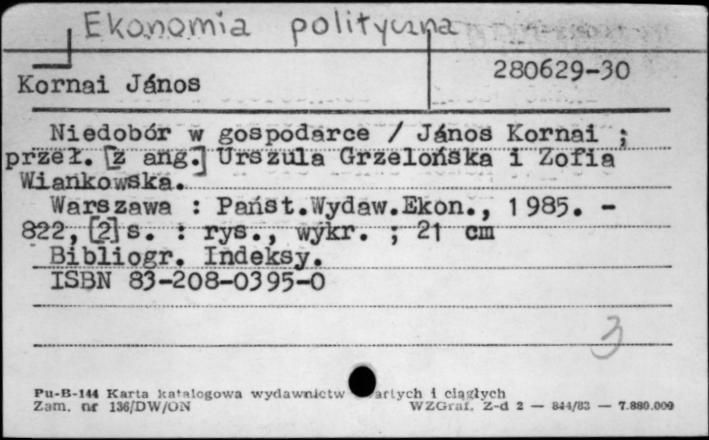 Ekonomia polityczna
280629-30
Kornai János
Niedobór w gospodarce / János Kornai ;
przeł. [z ang.] Urszula Grzelońska i Zofia
Wiankowska.
Warszawa : Państ.Wydaw.Ekon., 1985. -
822, [2] s. : rys., wykr. ; 21 cm
Bibliogr. Indeksy.
ISBN 83-208-0395-0
3
Pu-B-144 Karta katalogowa wydawnictw artych i ciągłych
Zam. nr 136/DW/ON WZGraf. Z-d 2 — 844/83 — 7.880.000